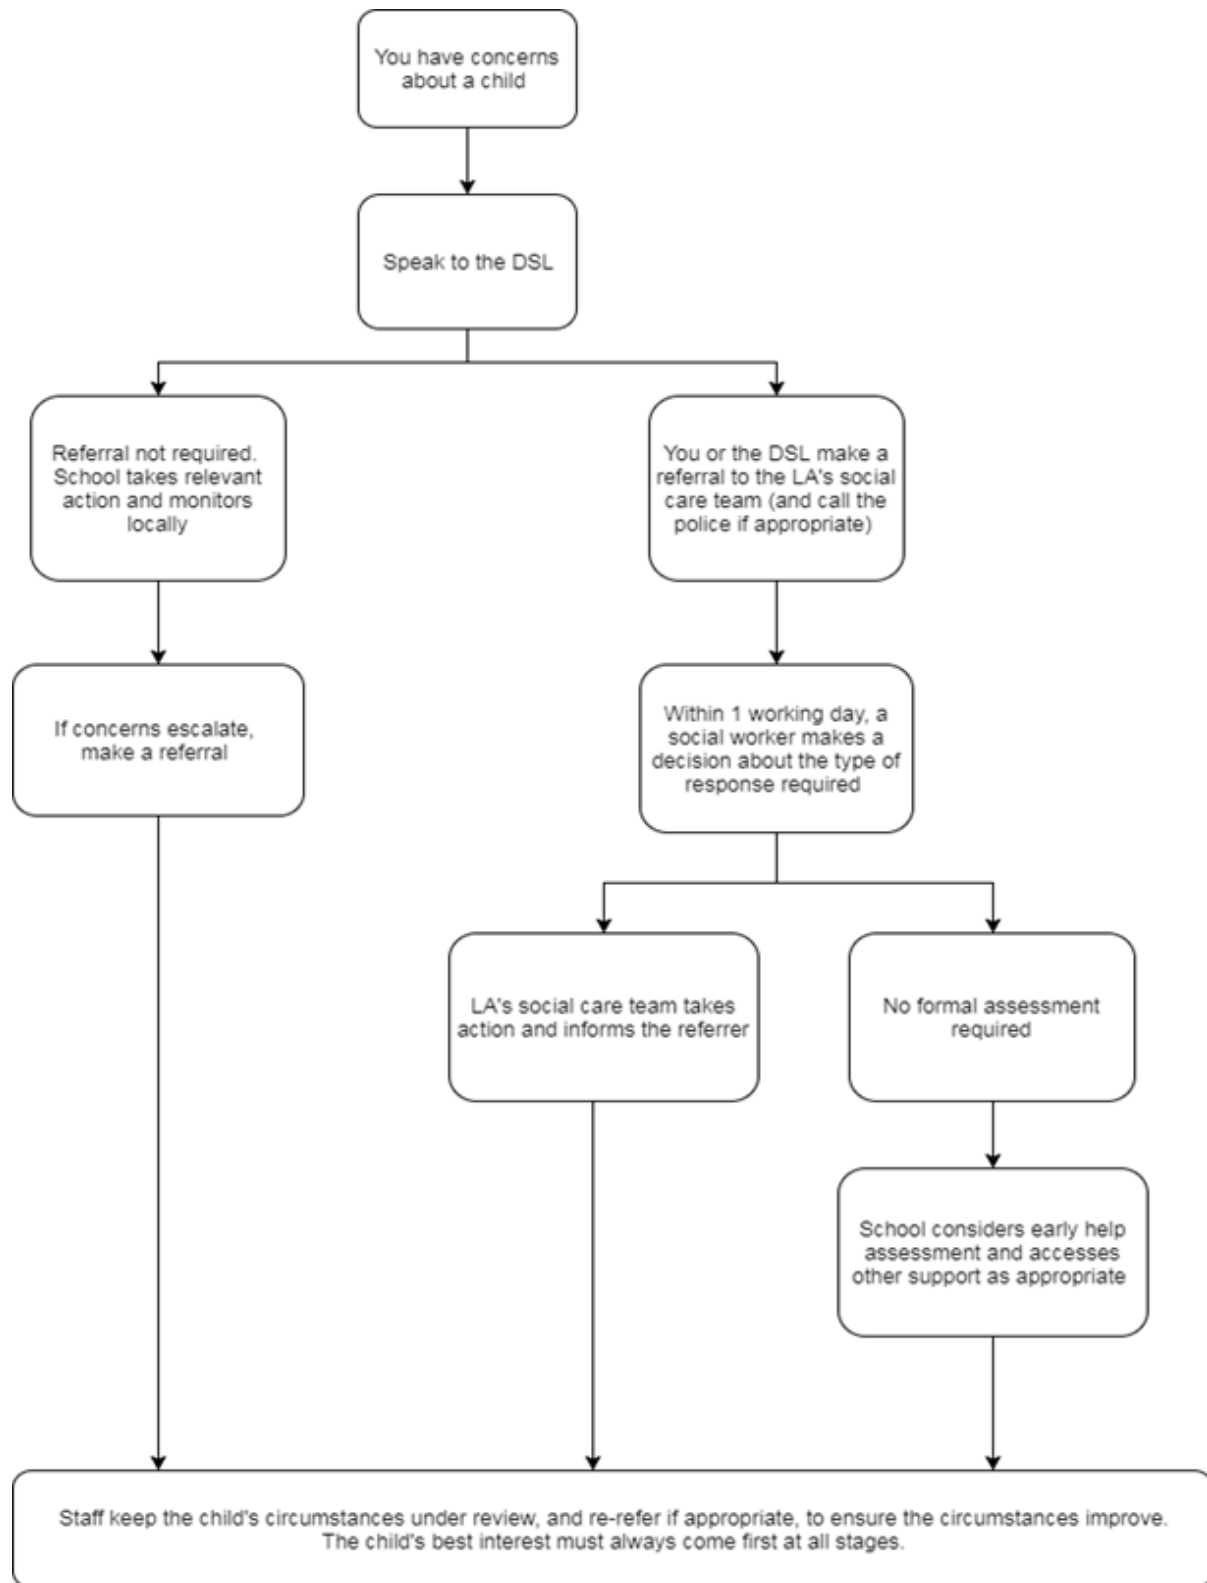 You have concerns
about a child
Speak to the DSL
Referral not required.
School takes relevant
action and monitors
locally
You or the DSL make a
referral to the LA's social
care team (and call the
police if appropriate)
If concerns escalate,
make a referral
Within 1 working day, a
social worker makes a
decision about the type of
response required
LA's social care team takes
action and informs the referrer
No formal assessment
required
School considers early help
assessment and accesses
other support as appropriate
Staff keep the child's circumstances under review, and re-refer if appropriate, to ensure the circumstances improve.
The child's best interest must always come first at all stages.